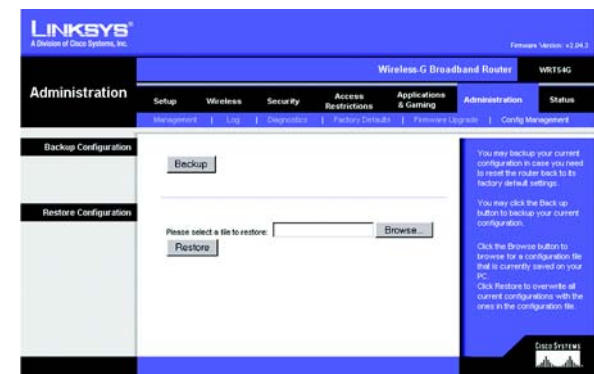 LINKSYS®
A Division of Cisco Systems, Inc.
Firmware Version: v2.04.3
Wireless-G Broadband Router WRT54G
Administration
Setup Wireless Security Access Restrictions Applications & Gaming Administration Status
Management | Log | Diagnostics | Factory Defaults | Firmware Upgrade | Config Management
Backup Configuration
Backup
Restore Configuration
Please select a file to restore: Browse...
Restore
You may backup your current
configuration in case you need
to reset the router back to its
factory default settings.
You may click the Back up
button to backup your current
configuration.
Click the Browse button to
browse for a configuration file
that is currently saved on your
PC.
Click Restore to overwrite all
current configurations with the
ones in the configuration file.
CISCO SYSTEMS